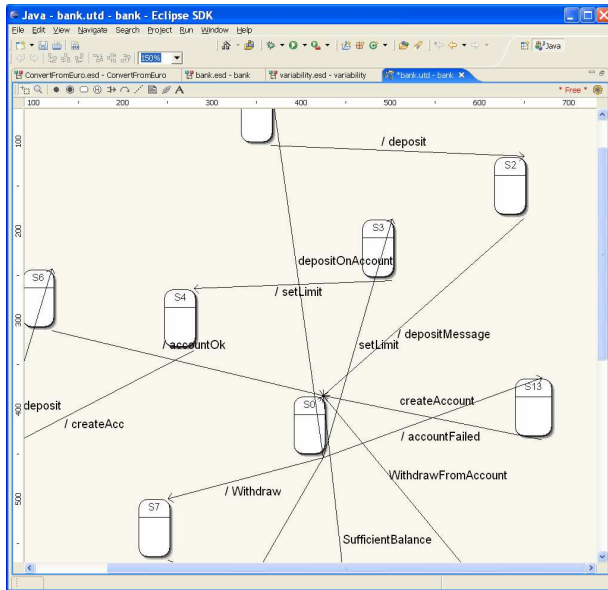 Java - bank.utd - bank - Eclipse SDK
File Edit View Navigate Search Project Run Window Help
150%
Java
ConvertFromEuro.esd - ConvertFromEuro
bank.esd - bank
variability.esd - variability
*bank.utd - bank
A
* Free *
100 200 300 400 500 600 700
100
200
300
400
500
/ deposit
S2
S3
depositOnAccount
S6
S4
/ setLimit
/ depositMessage
/ accountOk
setLimit
S13
createAccount
S0
deposit
/ createAcc
/ accountFailed
WithdrawFromAccount
/ Withdraw
S7
SufficientBalance